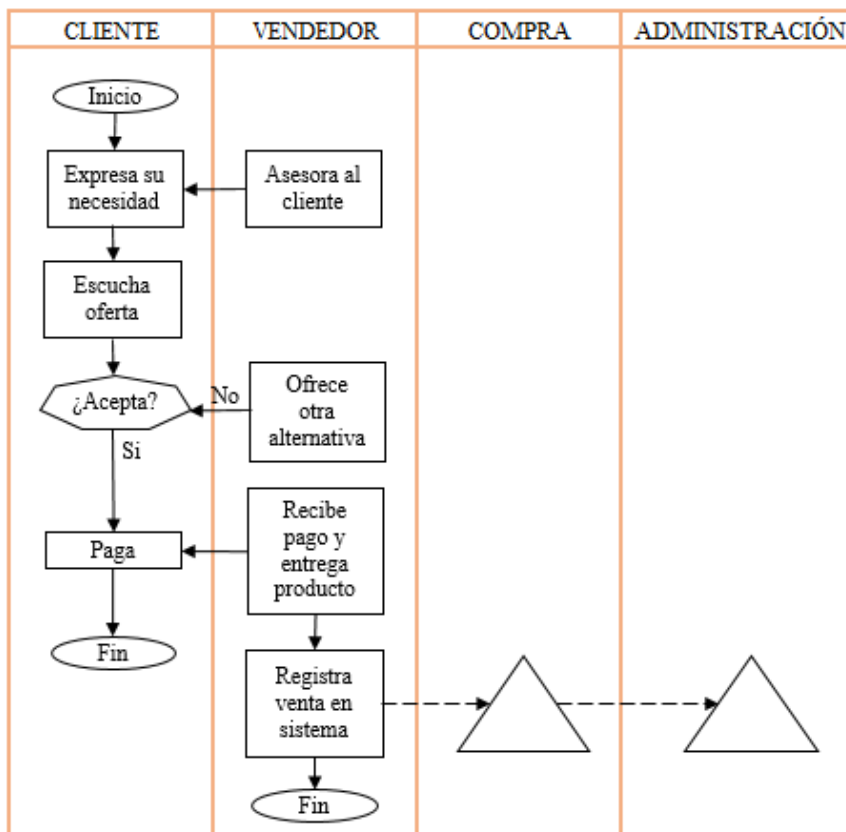 CLIENTE
VENDEDOR
COMPRA
ADMINISTRACIÓN
Inicio
Expresa su
necesidad
Asesora al
cliente
Escucha
oferta
¿Acepta?
No
Ofrece
otra
alternativa
Si
Paga
Recibe
pago y
entrega
producto
Fin
Registra
venta en
sistema
Fin